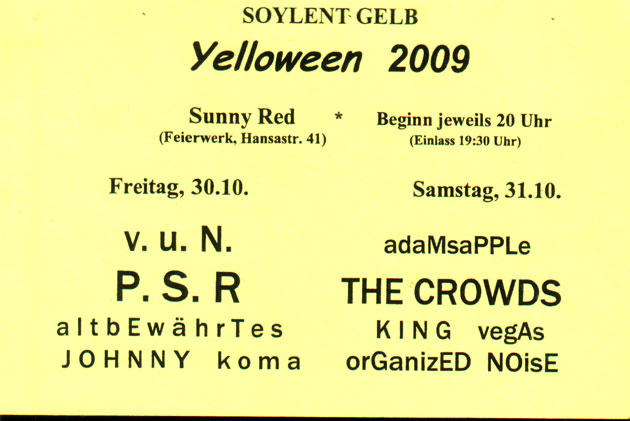 SOYLENT GELB
Yelloween 2009
Sunny Red * Beginn jeweils 20 Uhr
(Feierwerk, Hansastr. 41) (Einlass 19:30 Uhr)
Freitag, 30.10.
v. u. N.
P. S. R
altbEwährTes
JOHNNY koma
Samstag, 31.10.
adaMsaPPLe
THE CROWDS
KING vegAs
orGanizED NOisE